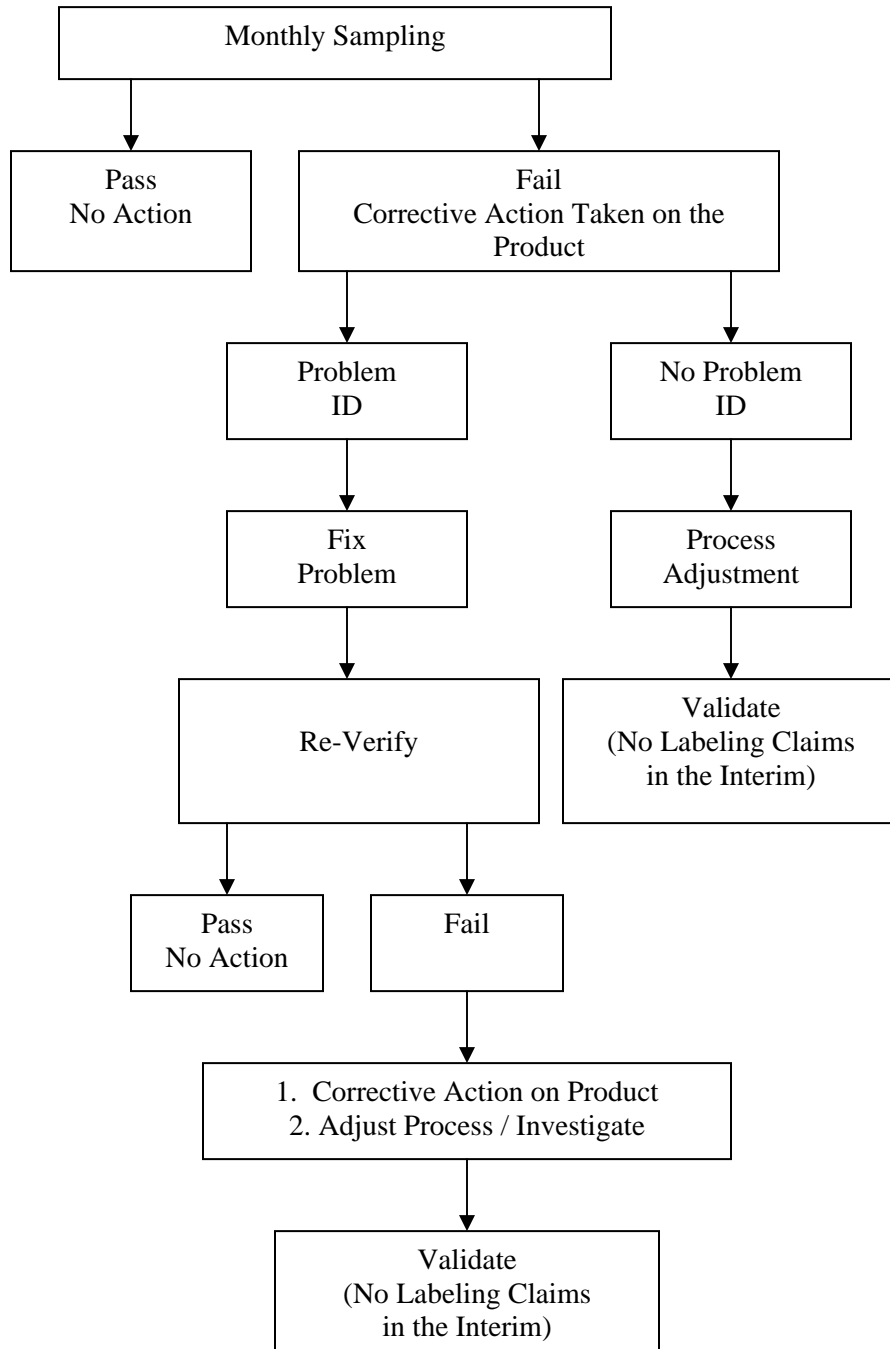 Monthly Sampling
Pass
No Action
Fail
Corrective Action Taken on the
Product
Problem
ID
No Problem
ID
Fix
Problem
Process
Adjustment
Re-Verify
Validate
(No Labeling Claims
in the Interim)
Pass
No Action
Fail
1. Corrective Action on Product
2. Adjust Process / Investigate
Validate
(No Labeling Claims
in the Interim)